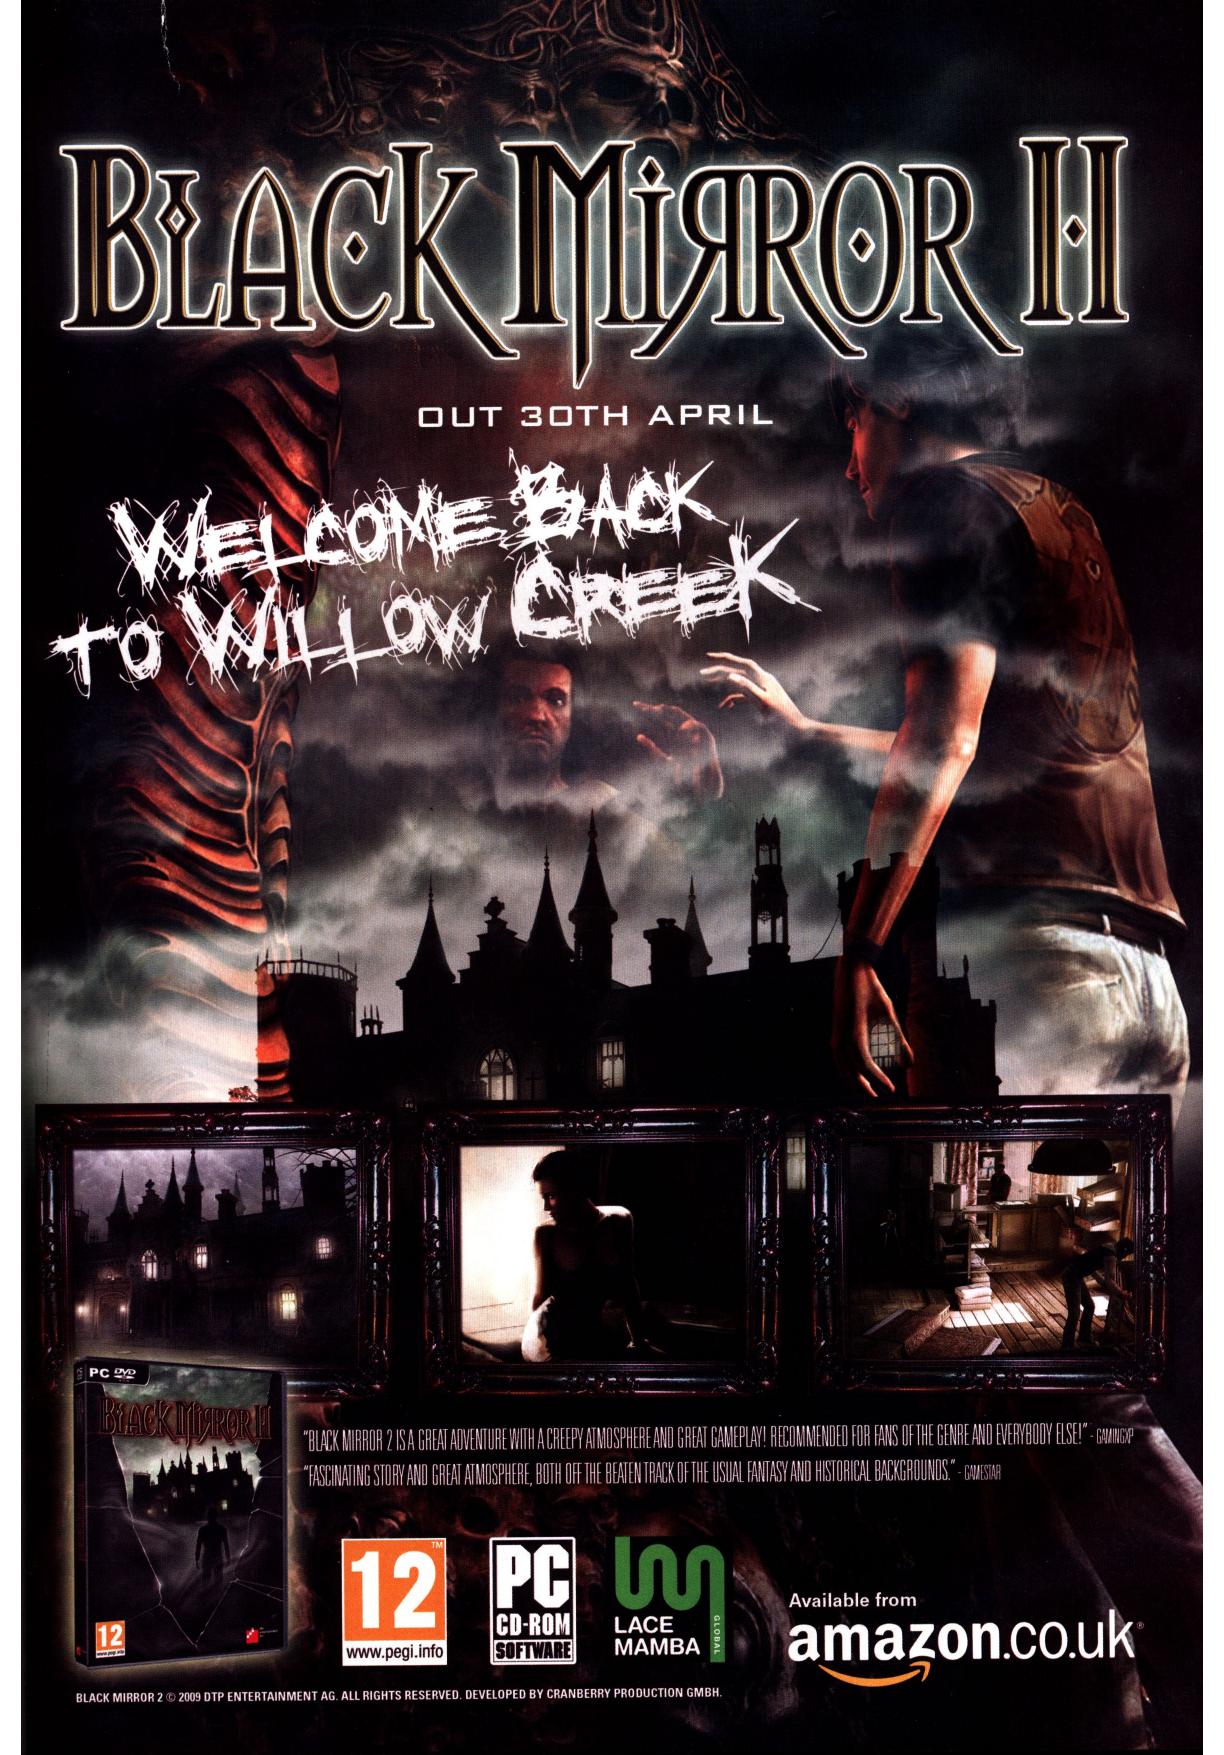 BLACK MIRROR II
OUT 30TH APRIL
WELCOME BACK
TO WILLOW CREEK
PC DVD
BLACK MIRROR II
12
www.pegi.info
"BLACK MIRROR 2 IS A GREAT ADVENTURE WITH A CREEPY ATMOSPHERE AND GREAT GAMEPLAY! RECOMMENDED FOR FANS OF THE GENRE AND EVERYBODY ELSE!" - GAMINGXP
"FASCINATING STORY AND GREAT ATMOSPHERE, BOTH OFF THE BEATEN TRACK OF THE USUAL FANTASY AND HISTORICAL BACKGROUNDS." - GAMESTAR
12™
www.pegi.info
PC
CD-ROM
SOFTWARE
LACE
MAMBA
GLOBAL
Available from
amazon.co.uk®
BLACK MIRROR 2 © 2009 DTP ENTERTAINMENT AG. ALL RIGHTS RESERVED. DEVELOPED BY CRANBERRY PRODUCTION GMBH.